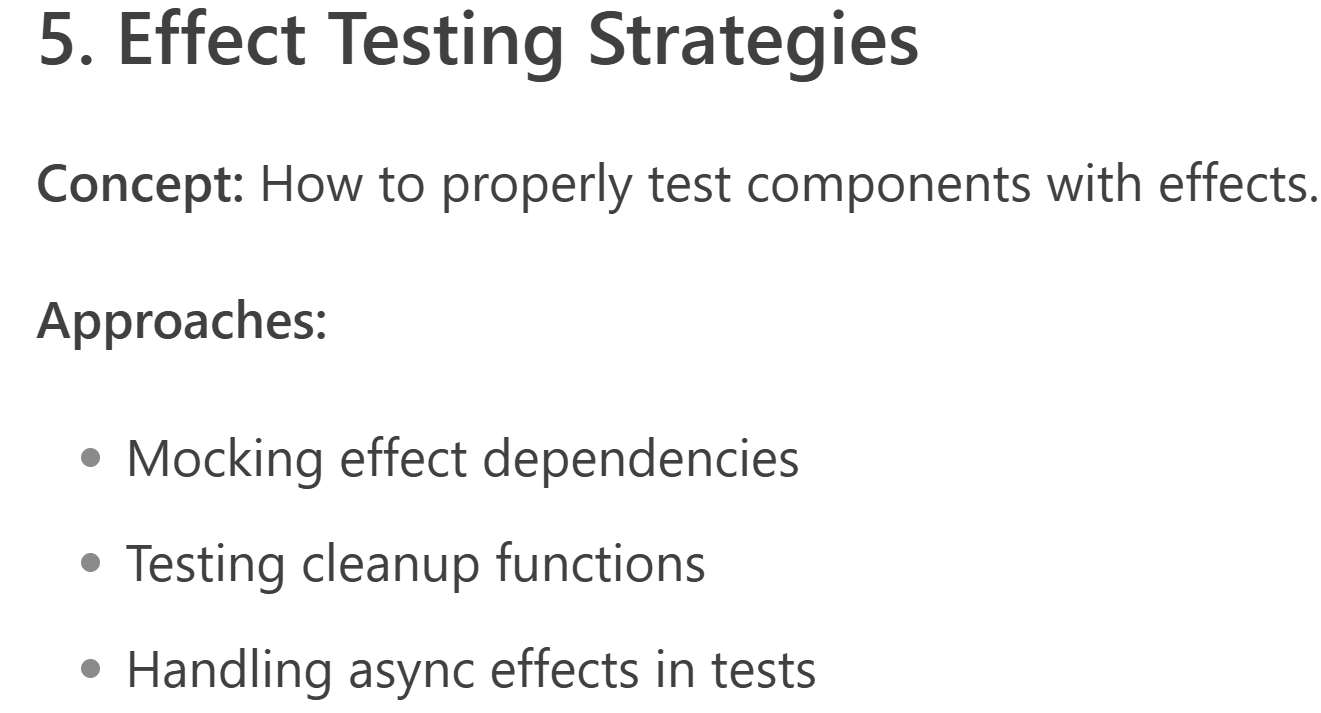 5. Effect Testing Strategies
Concept: How to properly test components with effects.
Approaches:
Mocking effect dependencies
Testing cleanup functions
Handling async effects in tests